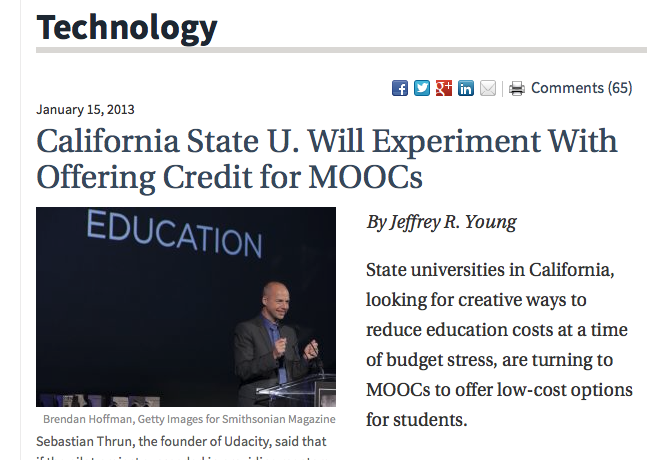 Technology
Comments (65)
January 15, 2013
California State U. Will Experiment With
Offering Credit for MOOCs
EDUCATION
By Jeffrey R. Young
State universities in California,
looking for creative ways to
reduce education costs at a time
of budget stress, are turning to
MOOCs to offer low-cost options
for students.
Brendan Hoffman, Getty Images for Smithsonian Magazine
Sebastian Thrun, the founder of Udacity, said that